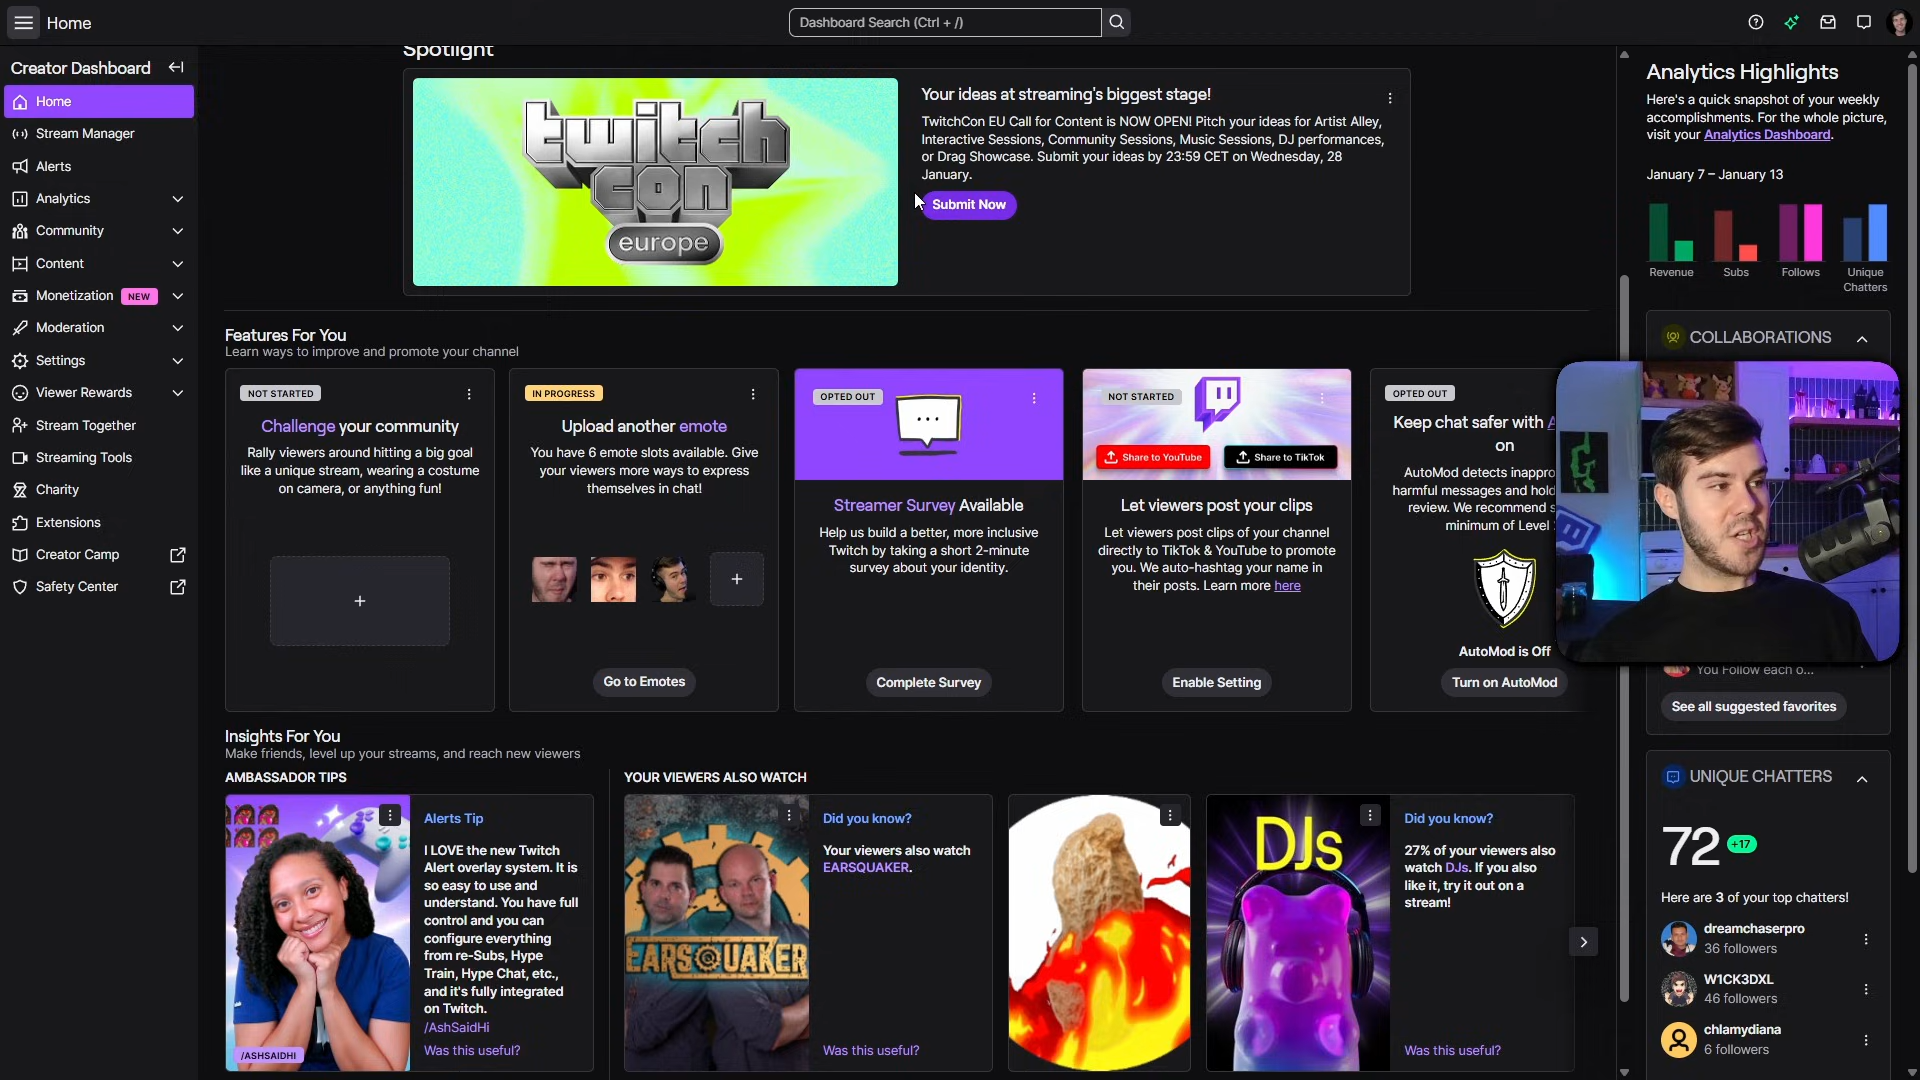 Home
Dashboard Search (Ctrl + /)
Creator Dashboard
Home
Stream Manager
Alerts
Analytics
Community
Content
Monetization NEW
Moderation
Settings
Viewer Rewards
Stream Together
Streaming Tools
Charity
Extensions
Creator Camp
Safety Center
Spotlight
twitch
con
europe
Your ideas at streaming's biggest stage!
TwitchCon EU Call for Content is NOW OPEN! Pitch your ideas for Artist Alley,
Interactive Sessions, Community Sessions, Music Sessions, DJ performances,
or Drag Showcase. Submit your ideas by 23:59 CET on Wednesday, 28
January.
Submit Now
Features For You
Learn ways to improve and promote your channel
NOT STARTED
Challenge your community
Rally viewers around hitting a big goal
like a unique stream, wearing a costume
on camera, or anything fun!
IN PROGRESS
Upload another emote
You have 6 emote slots available. Give
your viewers more ways to express
themselves in chat!
Go to Emotes
OPTED OUT
Streamer Survey Available
Help us build a better, more inclusive
Twitch by taking a short 2-minute
survey about your identity.
Complete Survey
NOT STARTED
Share to YouTube
Share to TikTok
Let viewers post your clips
Let viewers post clips of your channel
directly to TikTok & YouTube to promote
you. We auto-hashtag your name in
their posts. Learn more here
Enable Setting
OPTED OUT
Keep chat safer with
on
AutoMod detects
harmful messages and hold
review. We recommend
minimum of Level
AutoMod is Off
Turn on AutoMod
Insights For You
Make friends, level up your streams, and reach new viewers
AMBASSADOR TIPS
/ASHSAIDHI
Alerts Tip
I LOVE the new Twitch
Alert overlay system. It is
so easy to use and
understand. You have full
control and you can
configure everything
from re-Subs, Hype
Train, Hype Chat, etc.,
and it's fully integrated
on Twitch.
/AshSaidHi
Was this useful?
YOUR VIEWERS ALSO WATCH
EARSQUAKER
Did you know?
Your viewers also watch
EARSQUAKER.
Was this useful?
DJs
Did you know?
27% of your viewers also
watch DJs. If you also
like it, try it out on a
stream!
Was this useful?
Analytics Highlights
Here's a quick snapshot of your weekly
accomplishments. For the whole picture,
visit your Analytics Dashboard.
January 7 – January 13
Revenue
Subs
Follows
Unique
Chatters
COLLABORATIONS
You Follow each o...
See all suggested favorites
UNIQUE CHATTERS
72 +17
Here are 3 of your top chatters!
dreamchaserpro
36 followers
W1CK3DXL
46 followers
chlamydiana
6 followers